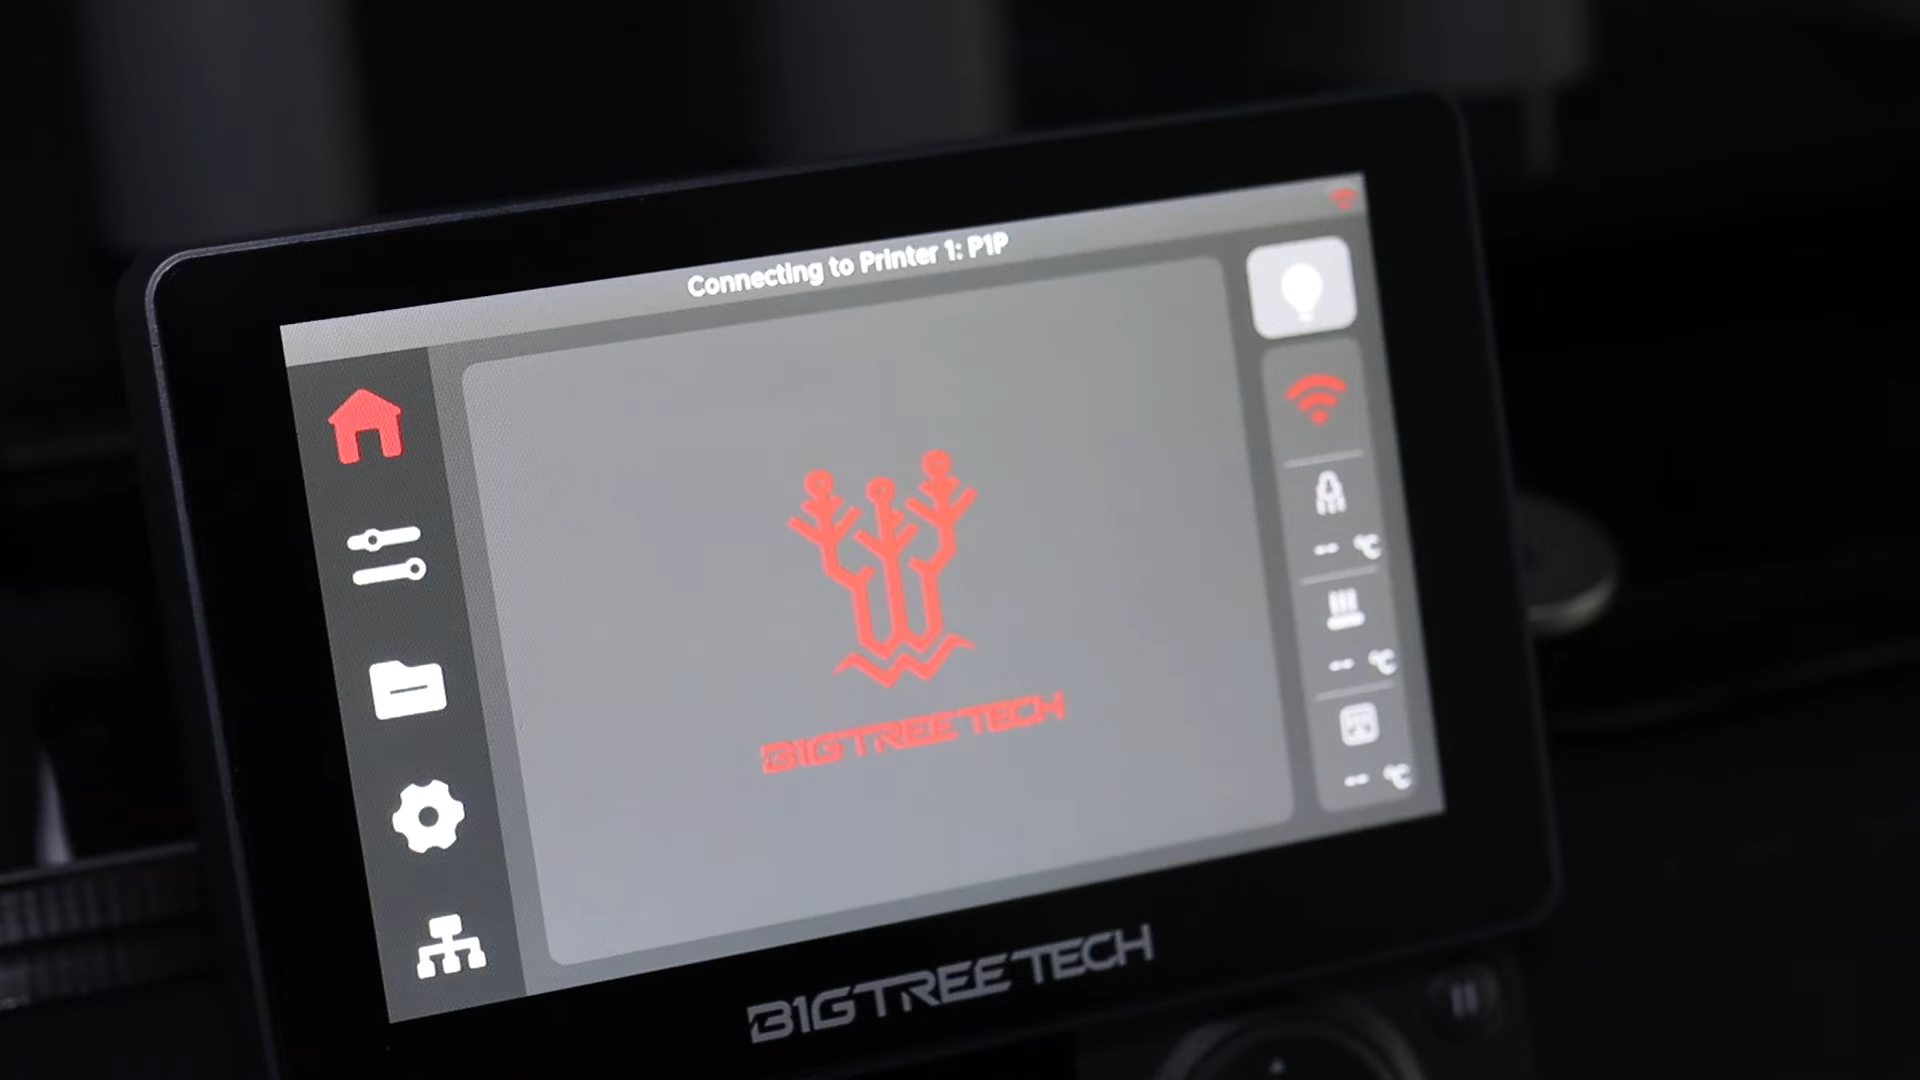 Connecting to Printer 1: P1P
-- °C
-- °C
-- °C
BIGTREETECH
BIGTREETECH